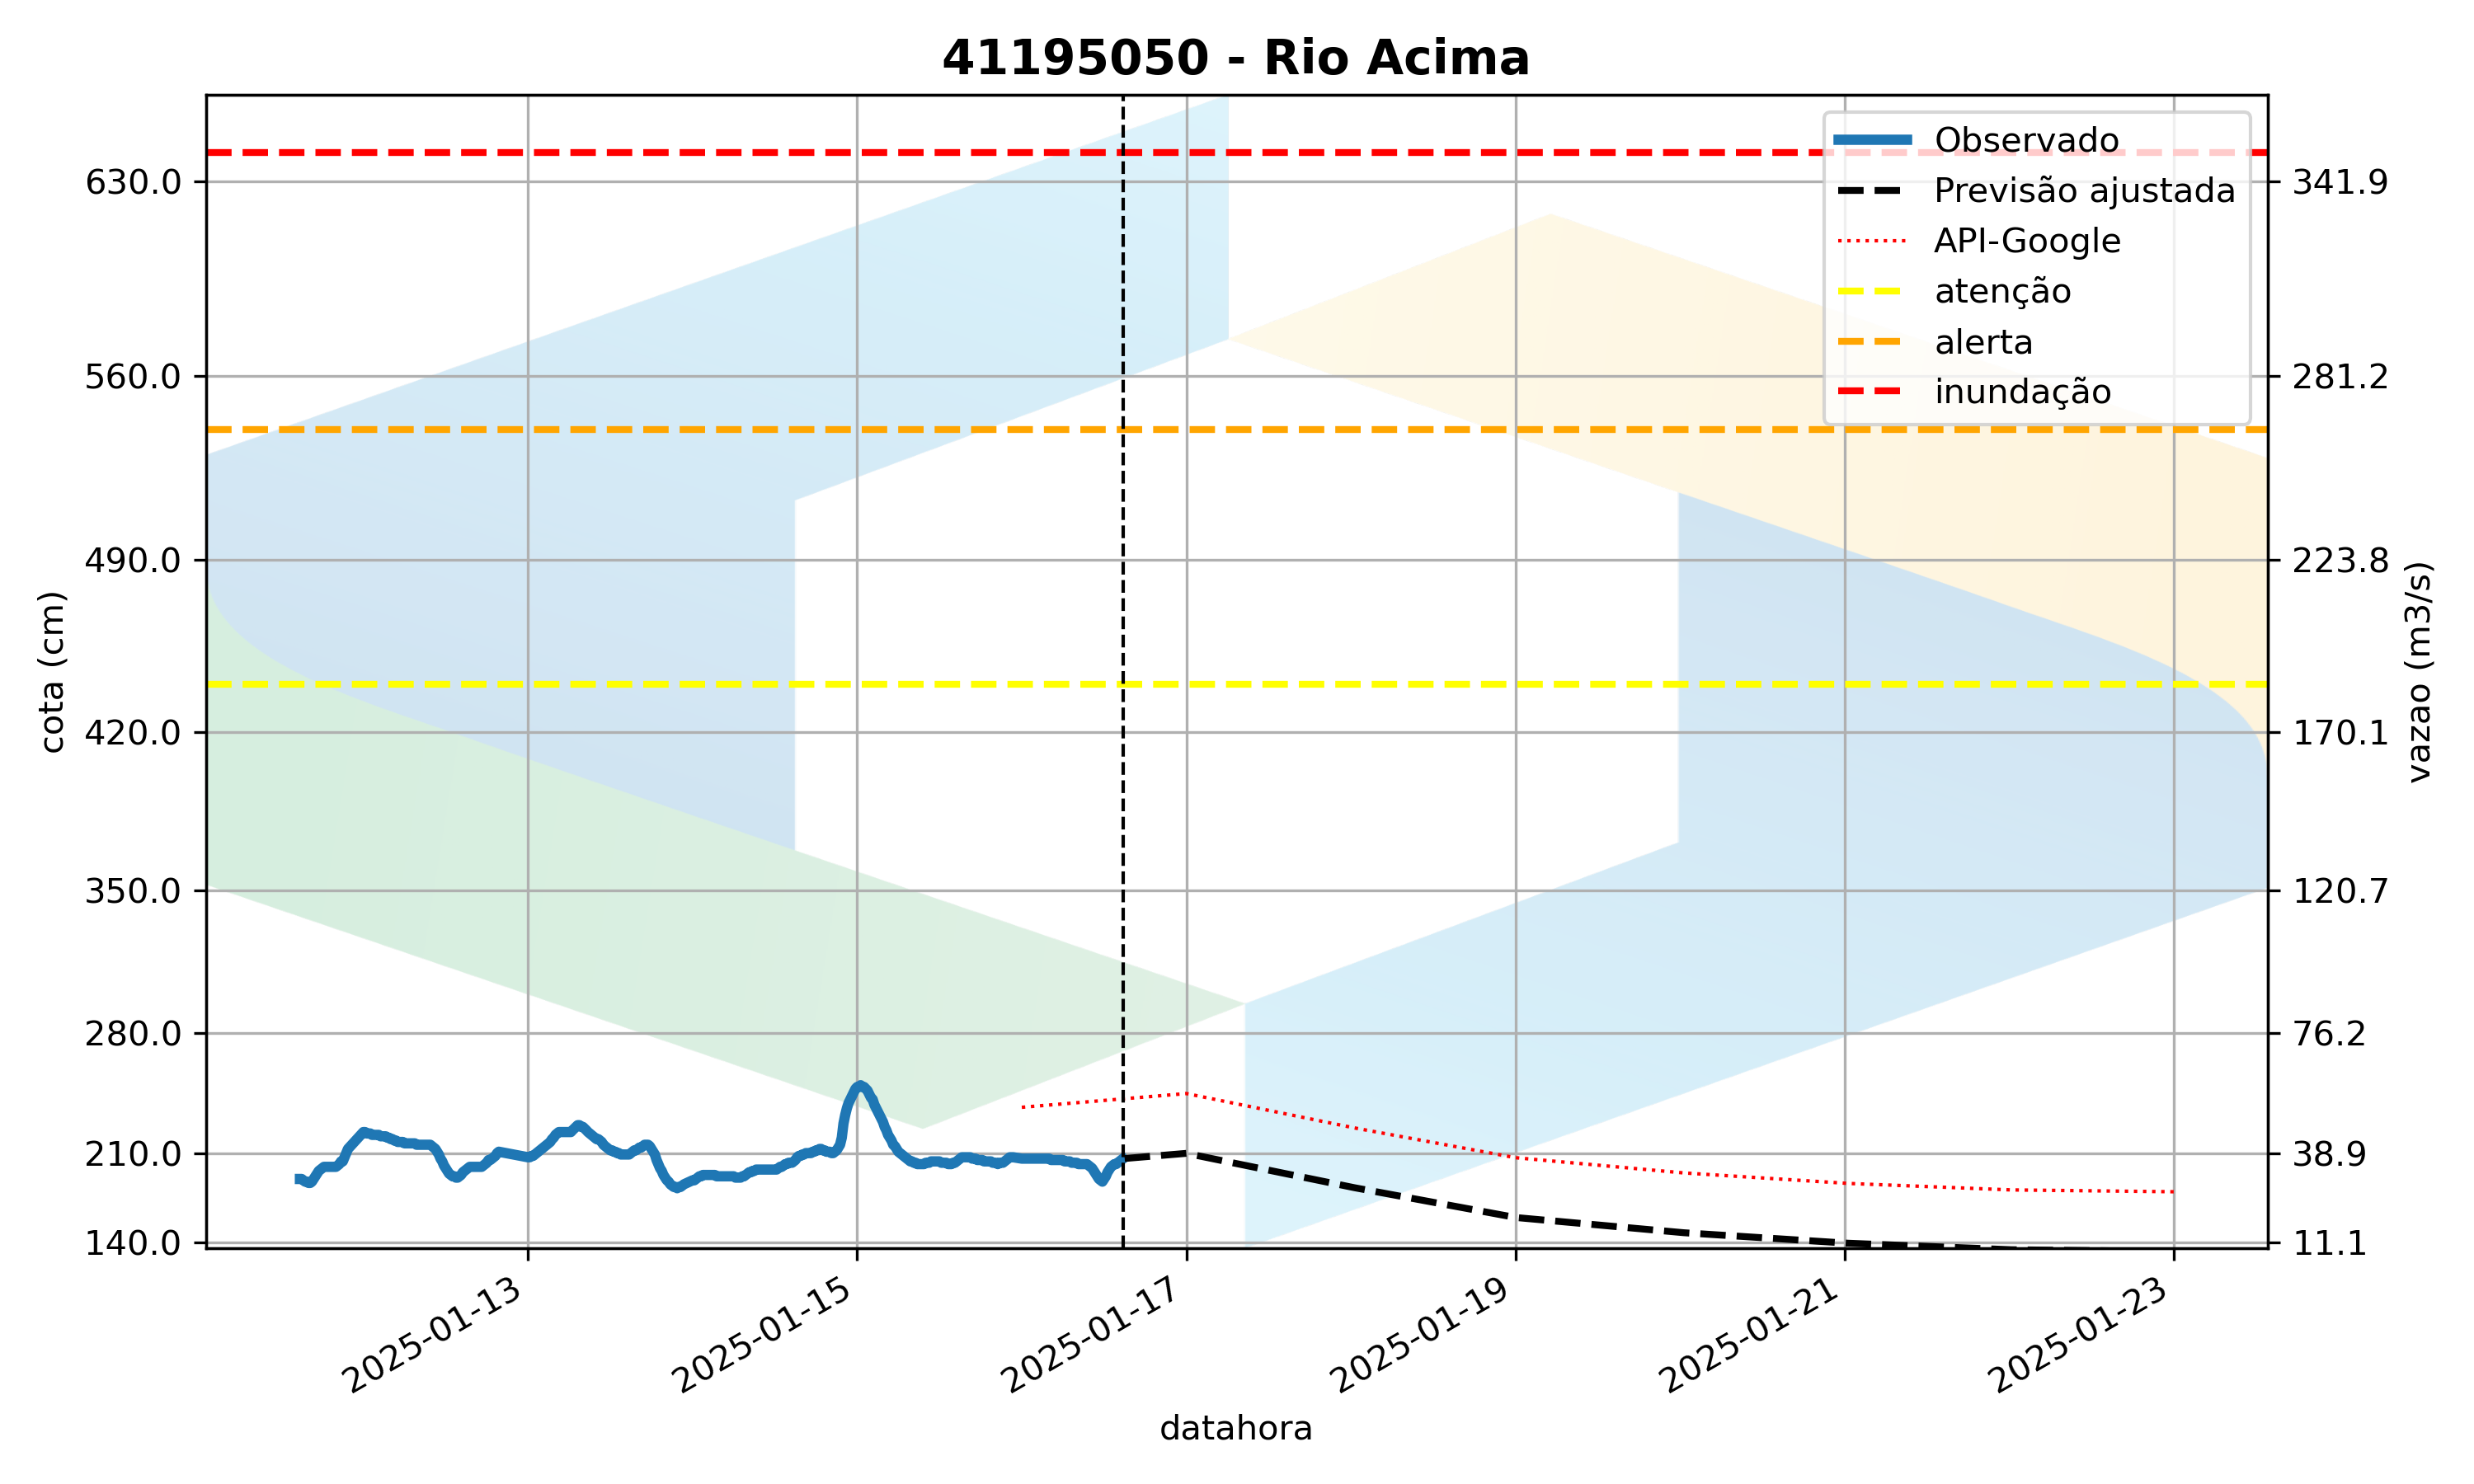 41195050 - Rio Acima
Observado
Previsão ajustada
API-Google
atenção
alerta
inundação
cota (cm)
630.0
560.0
490.0
420.0
350.0
280.0
210.0
140.0
341.9
281.2
223.8
170.1
120.7
76.2
38.9
11.1
vazao (m3/s)
2025-01-13
2025-01-15
2025-01-17
2025-01-19
2025-01-21
2025-01-23
datahora